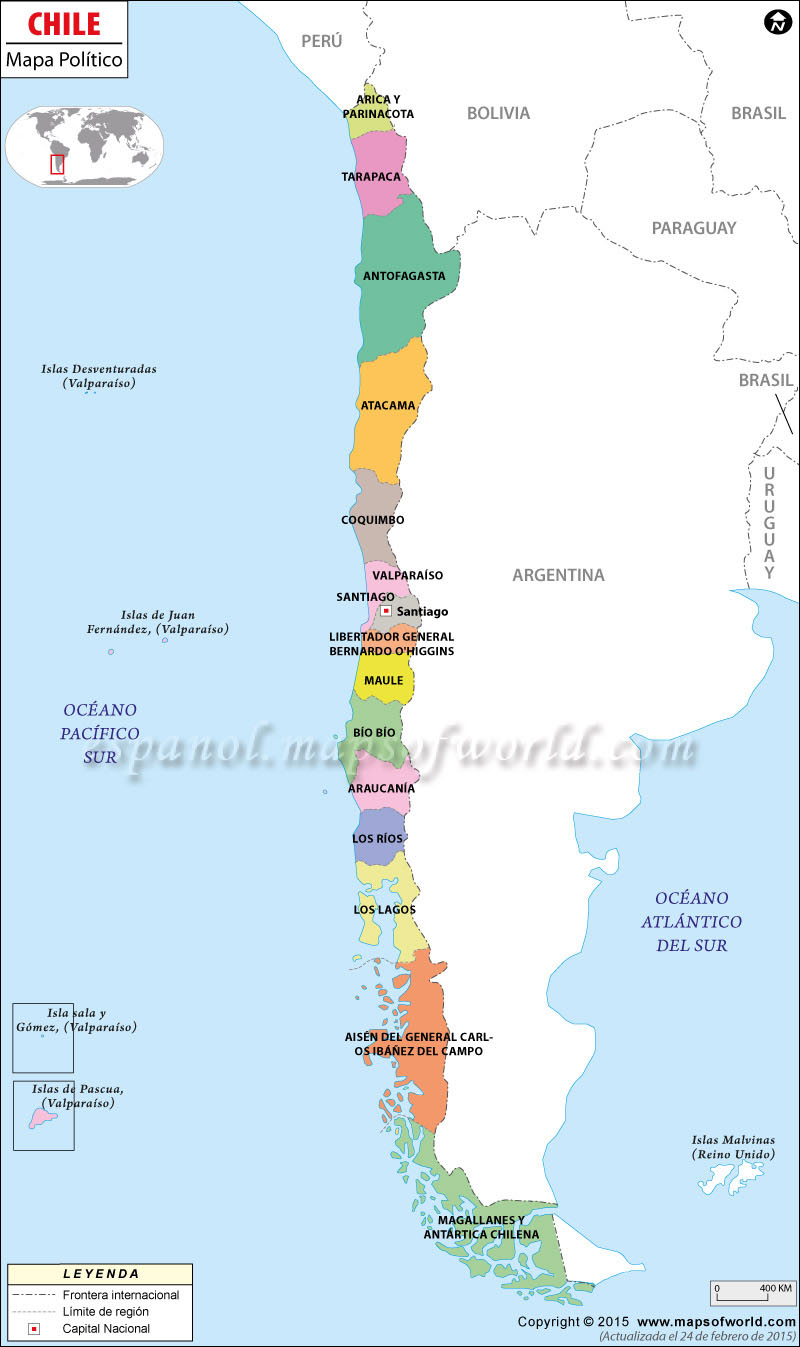 CHILE
Mapa Político
N
PERÚ
BOLIVIA
BRASIL
PARAGUAY
BRASIL
URUGUAY
ARGENTINA
ARICA Y
PARINACOTA
TARAPACA
ANTOFAGASTA
Islas Desventuradas
(Valparaíso)
ATACAMA
COQUIMBO
VALPARAÍSO
SANTIAGO
Santiago
Islas de Juan
Fernández, (Valparaíso)
LIBERTADOR GENERAL
BERNARDO O'HIGGINS
MAULE
OCÉANO
PACÍFICO
SUR
BÍO BÍO
espanol.mapsofworld.com
ARAUCANÍA
LOS RÍOS
LOS LAGOS
OCÉANO
ATLÁNTICO
DEL SUR
Isla sala y
Gómez, (Valparaíso)
AISÉN DEL GENERAL CARL-
OS IBÁÑEZ DEL CAMPO
Islas de Pascua,
(Valparaíso)
Islas Malvinas
(Reino Unido)
MAGALLANES Y
ANTÁRTICA CHILENA
LEYENDA
Frontera internacional
Límite de región
Capital Nacional
0 400 KM
Copyright © 2015 www.mapsofworld.com
(Actualizada el 24 de febrero de 2015)